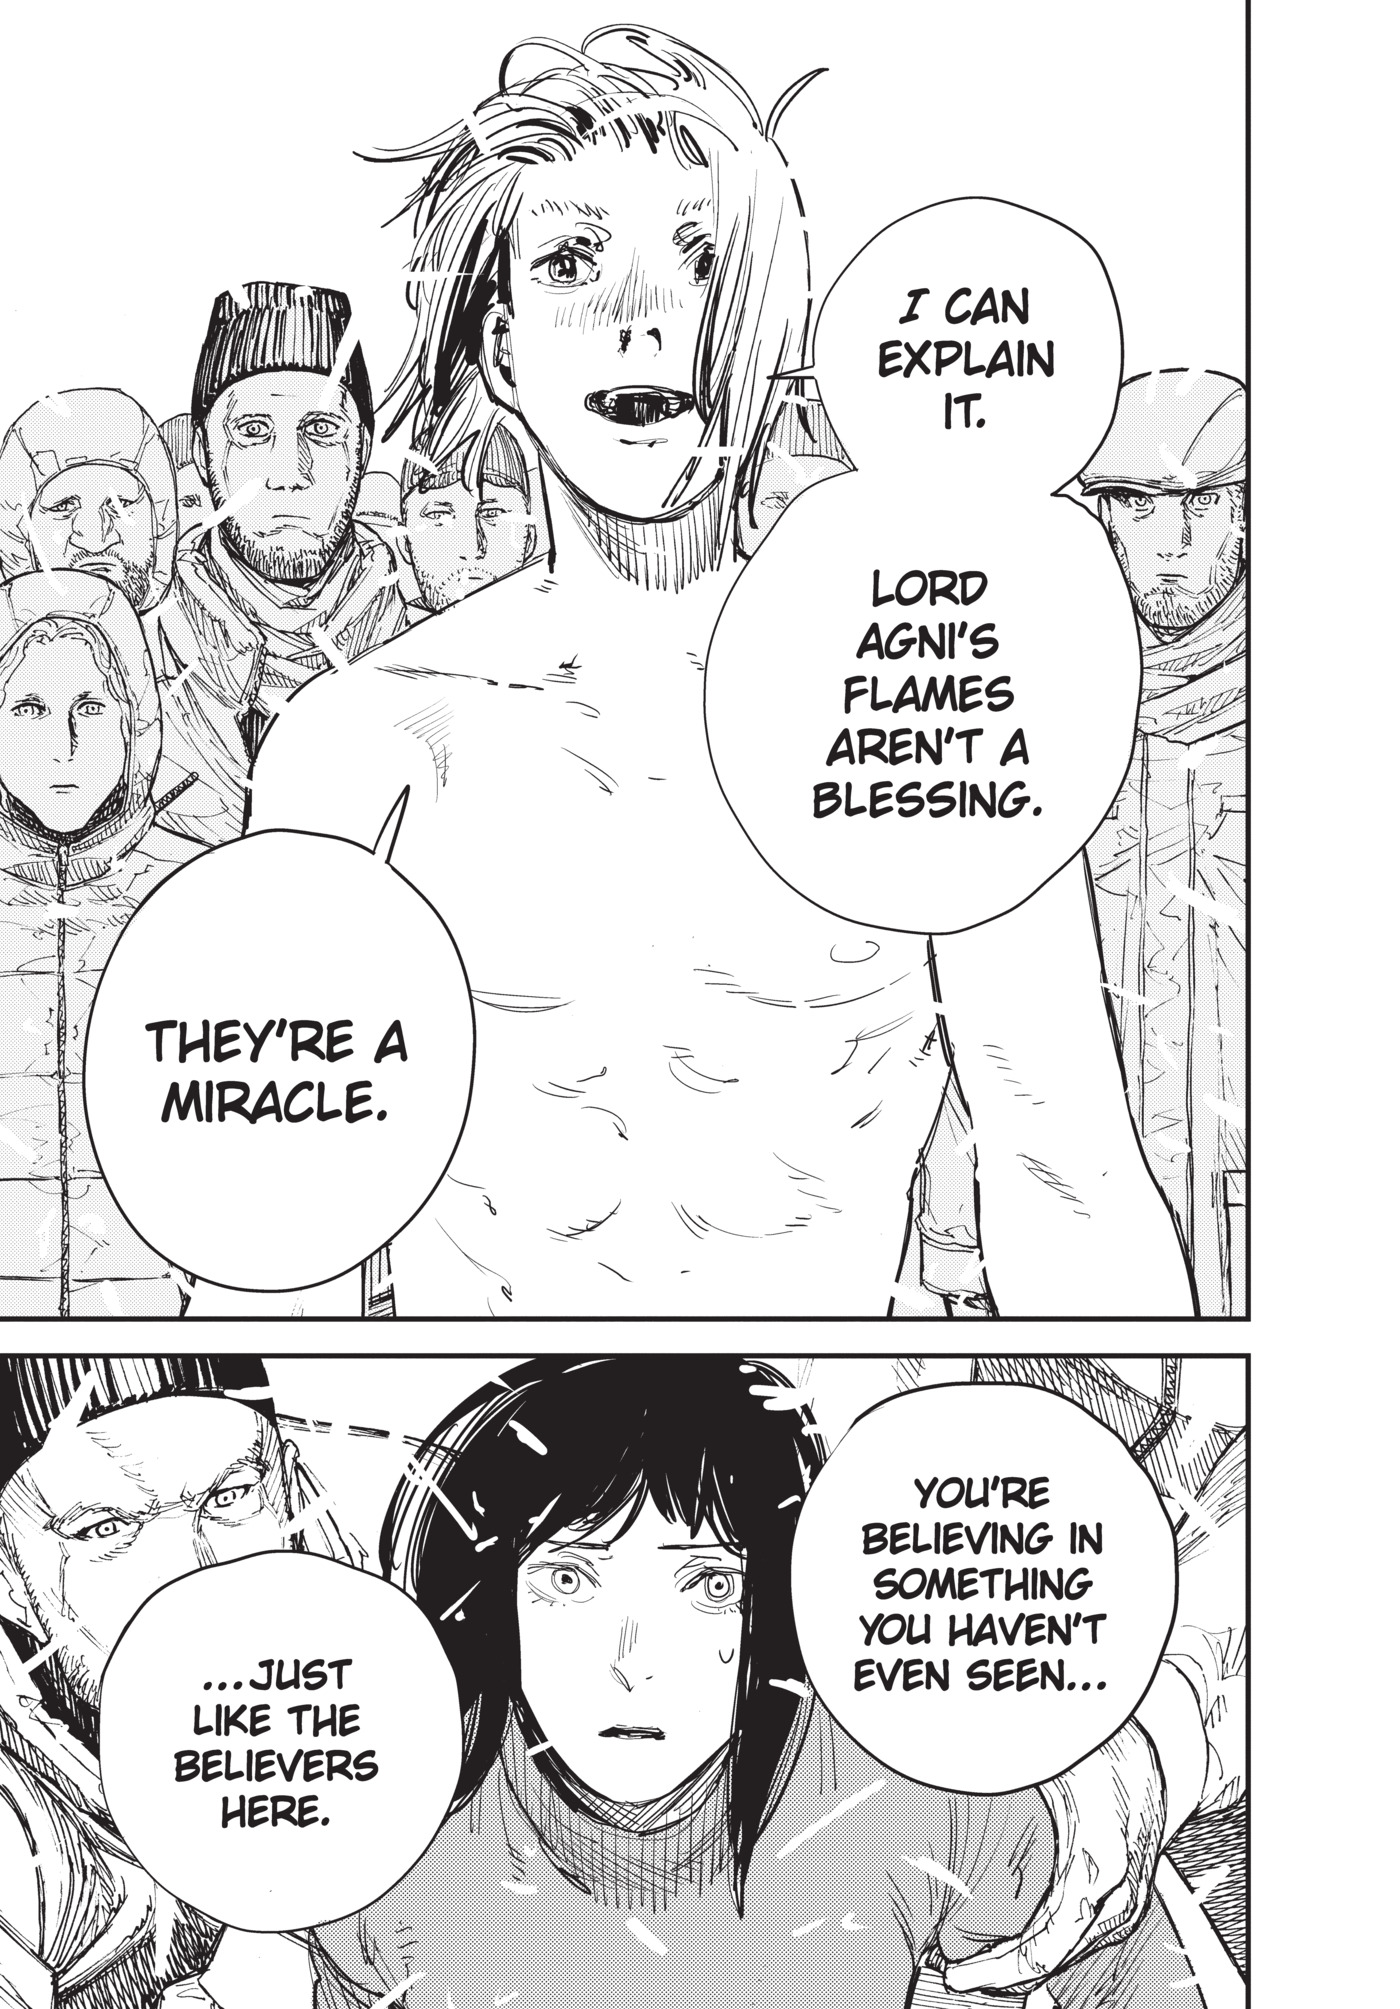 I CAN
EXPLAIN
IT.
LORD
AGNI'S
FLAMES
AREN'T A
BLESSING.
THEY'RE A
MIRACLE.
YOU'RE
BELIEVING IN
SOMETHING
YOU HAVEN'T
EVEN SEEN...
...JUST
LIKE THE
BELIEVERS
HERE.